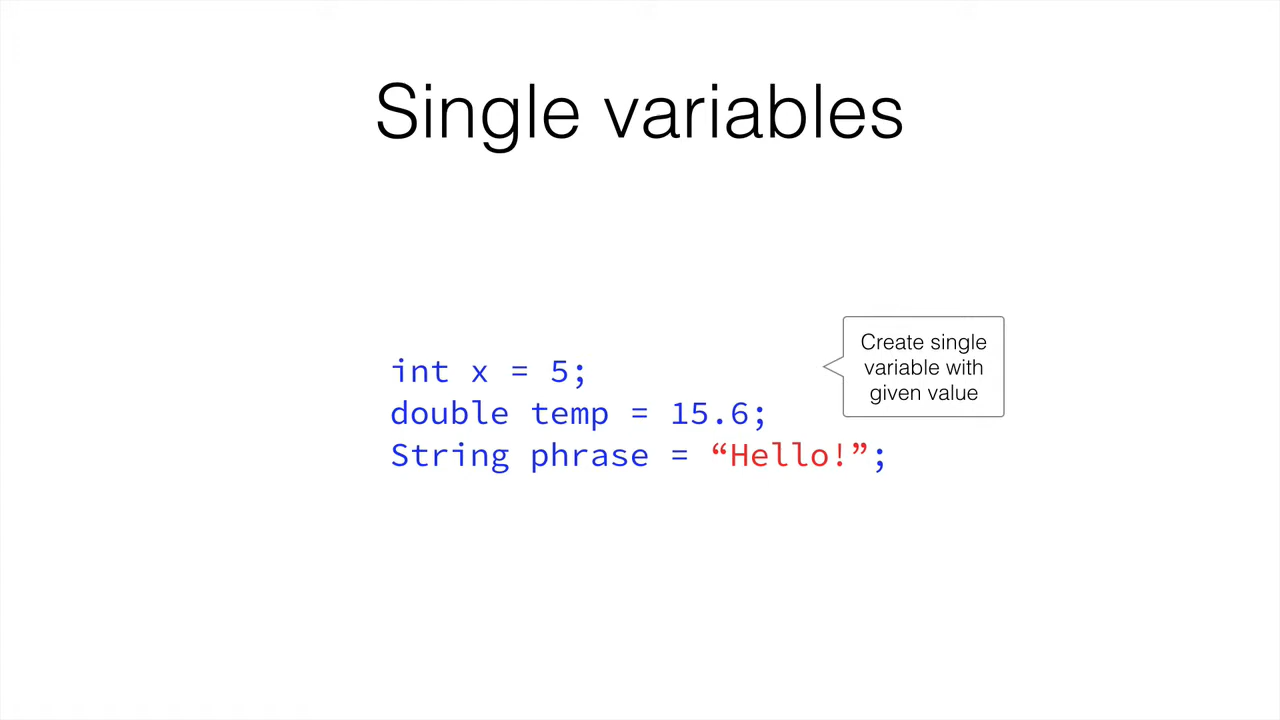 Single variables
int x = 5;
double temp = 15.6;
String phrase = “Hello!”;
Create single
variable with
given value